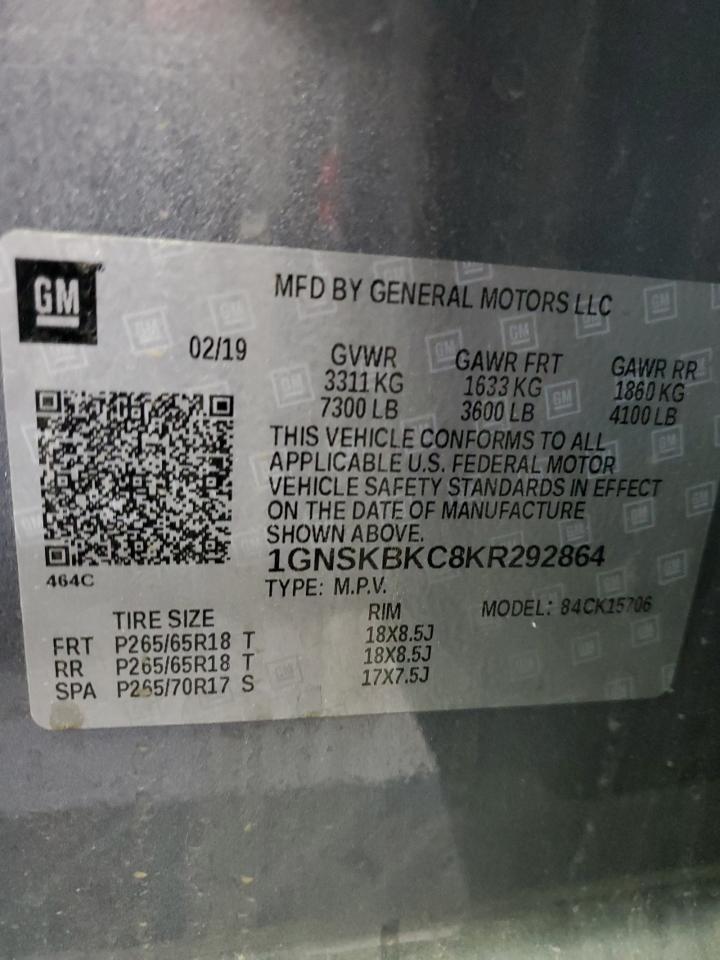 GM
MFD BY GENERAL MOTORS LLC
02/19
GVWR GAWR FRT GAWR RR
3311 KG 1633 KG 1860 KG
7300 LB 3600 LB 4100 LB
THIS VEHICLE CONFORMS TO ALL
APPLICABLE U.S. FEDERAL MOTOR
VEHICLE SAFETY STANDARDS IN EFFECT
ON THE DATE OF MANUFACTURE
SHOWN ABOVE.
1GNSKBKC8KR292864
464C
TYPE: M.P.V. MODEL: 84CK15706
TIRE SIZE RIM
FRT P265/65R18 T 18X8.5J
RR P265/65R18 T 18X8.5J
SPA P265/70R17 S 17X7.5J